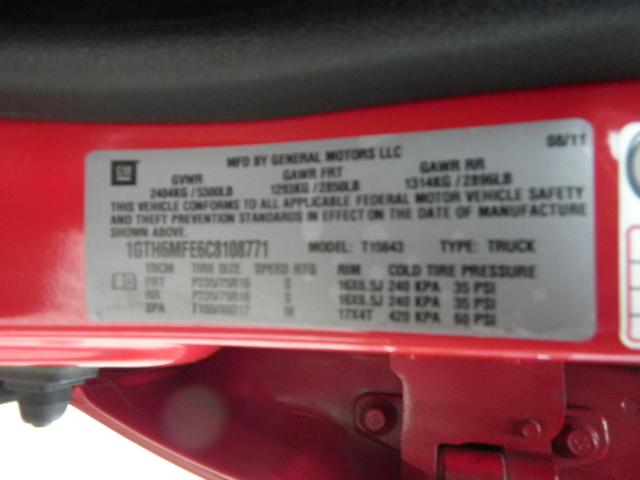 MFD BY GENERAL MOTORS LLC 08/11
GM GVWR GAWR FRT GAWR RR
2404KG / 5300LB 1293KG / 2850LB 1314KG / 2896LB
THIS VEHICLE CONFORMS TO ALL APPLICABLE FEDERAL MOTOR VEHICLE SAFETY
AND THEFT PREVENTION STANDARDS IN EFFECT ON THE DATE OF MANUFACTURE
SHOWN ABOVE.
1GTH6MFE6C8108771 MODEL: T15643 TYPE: TRUCK
TIRE SIZE SPEED RTG RIM COLD TIRE PRESSURE
FRT P235/75R16 S 16X6.5J 240 KPA 35 PSI
RR P235/75R16 S 16X6.5J 240 KPA 35 PSI
SPA M 17X4T 420 KPA 60 PSI